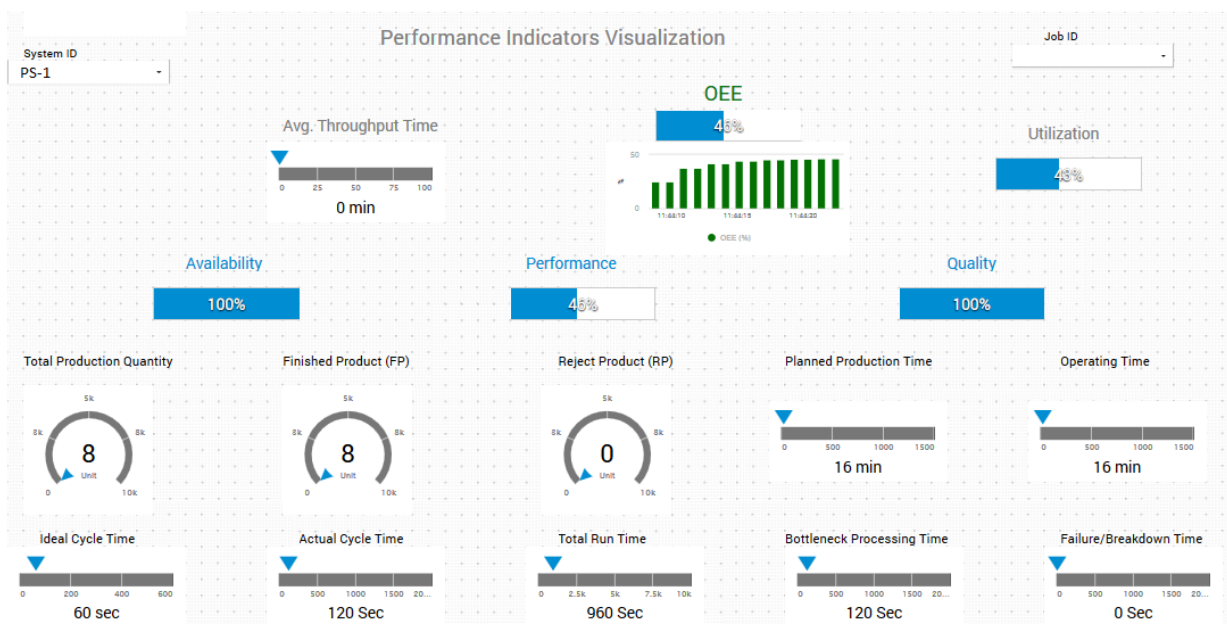 Performance Indicators Visualization
System ID
PS-1
Job ID
OEE
46%
Avg. Throughput Time
0 25 50 75 100
0 min
50
%
0
11:44:10 11:44:15 11:44:20
OEE (%)
Utilization
43%
Availability
100%
Performance
46%
Quality
100%
Total Production Quantity
5k
8k 8k
8
Unit
0 10k
Finished Product (FP)
5k
8k 8k
8
Unit
0 10k
Reject Product (RP)
5k
8k 8k
0
Unit
0 10k
Planned Production Time
0 500 1000 1500
16 min
Operating Time
0 500 1000 1500
16 min
Ideal Cycle Time
0 200 400 600
60 sec
Actual Cycle Time
0 500 1000 1500 20...
120 Sec
Total Run Time
0 2.5k 5k 7.5k 10k
960 Sec
Bottleneck Processing Time
0 500 1000 1500 20...
120 Sec
Failure/Breakdown Time
0 500 1000 1500 20...
0 Sec